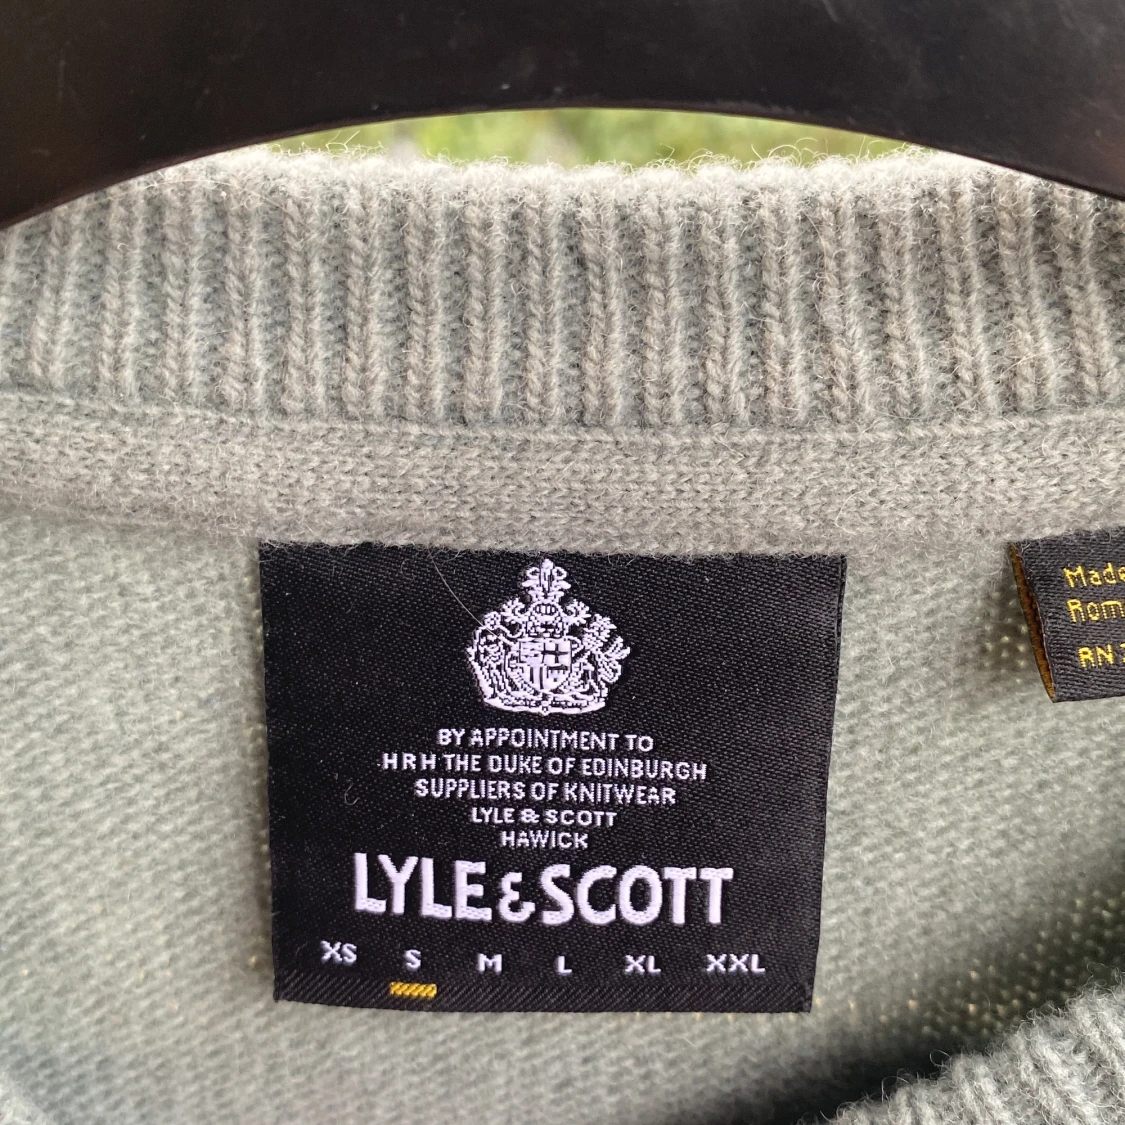 BY APPOINTMENT TO
HRH THE DUKE OF EDINBURGH
SUPPLIERS OF KNITWEAR
LYLE & SCOTT
HAWICK
LYLE & SCOTT
XS S M L XL XXL
Made
RN